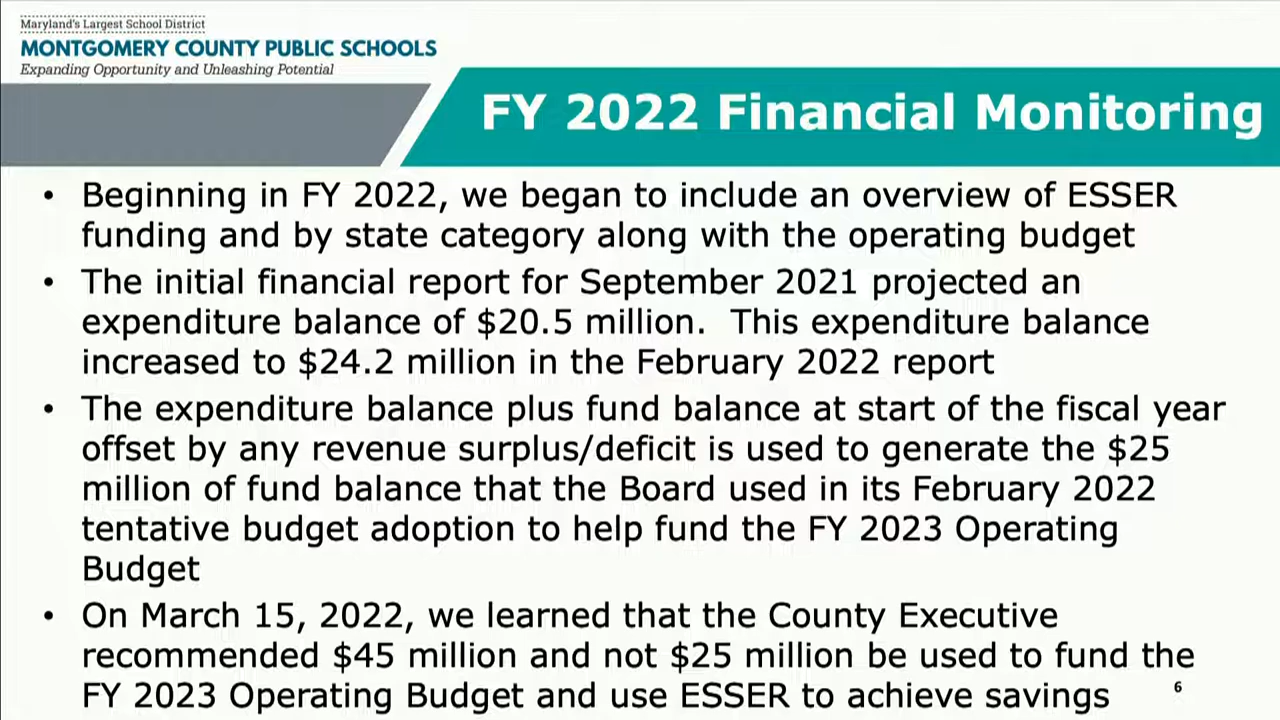 Maryland's Largest School District
MONTGOMERY COUNTY PUBLIC SCHOOLS
Expanding Opportunity and Unleashing Potential
FY 2022 Financial Monitoring
• Beginning in FY 2022, we began to include an overview of ESSER
funding and by state category along with the operating budget
• The initial financial report for September 2021 projected an
expenditure balance of $20.5 million.  This expenditure balance
increased to $24.2 million in the February 2022 report
• The expenditure balance plus fund balance at start of the fiscal year
offset by any revenue surplus/deficit is used to generate the $25
million of fund balance that the Board used in its February 2022
tentative budget adoption to help fund the FY 2023 Operating
Budget
• On March 15, 2022, we learned that the County Executive
recommended $45 million and not $25 million be used to fund the
FY 2023 Operating Budget and use ESSER to achieve savings
6